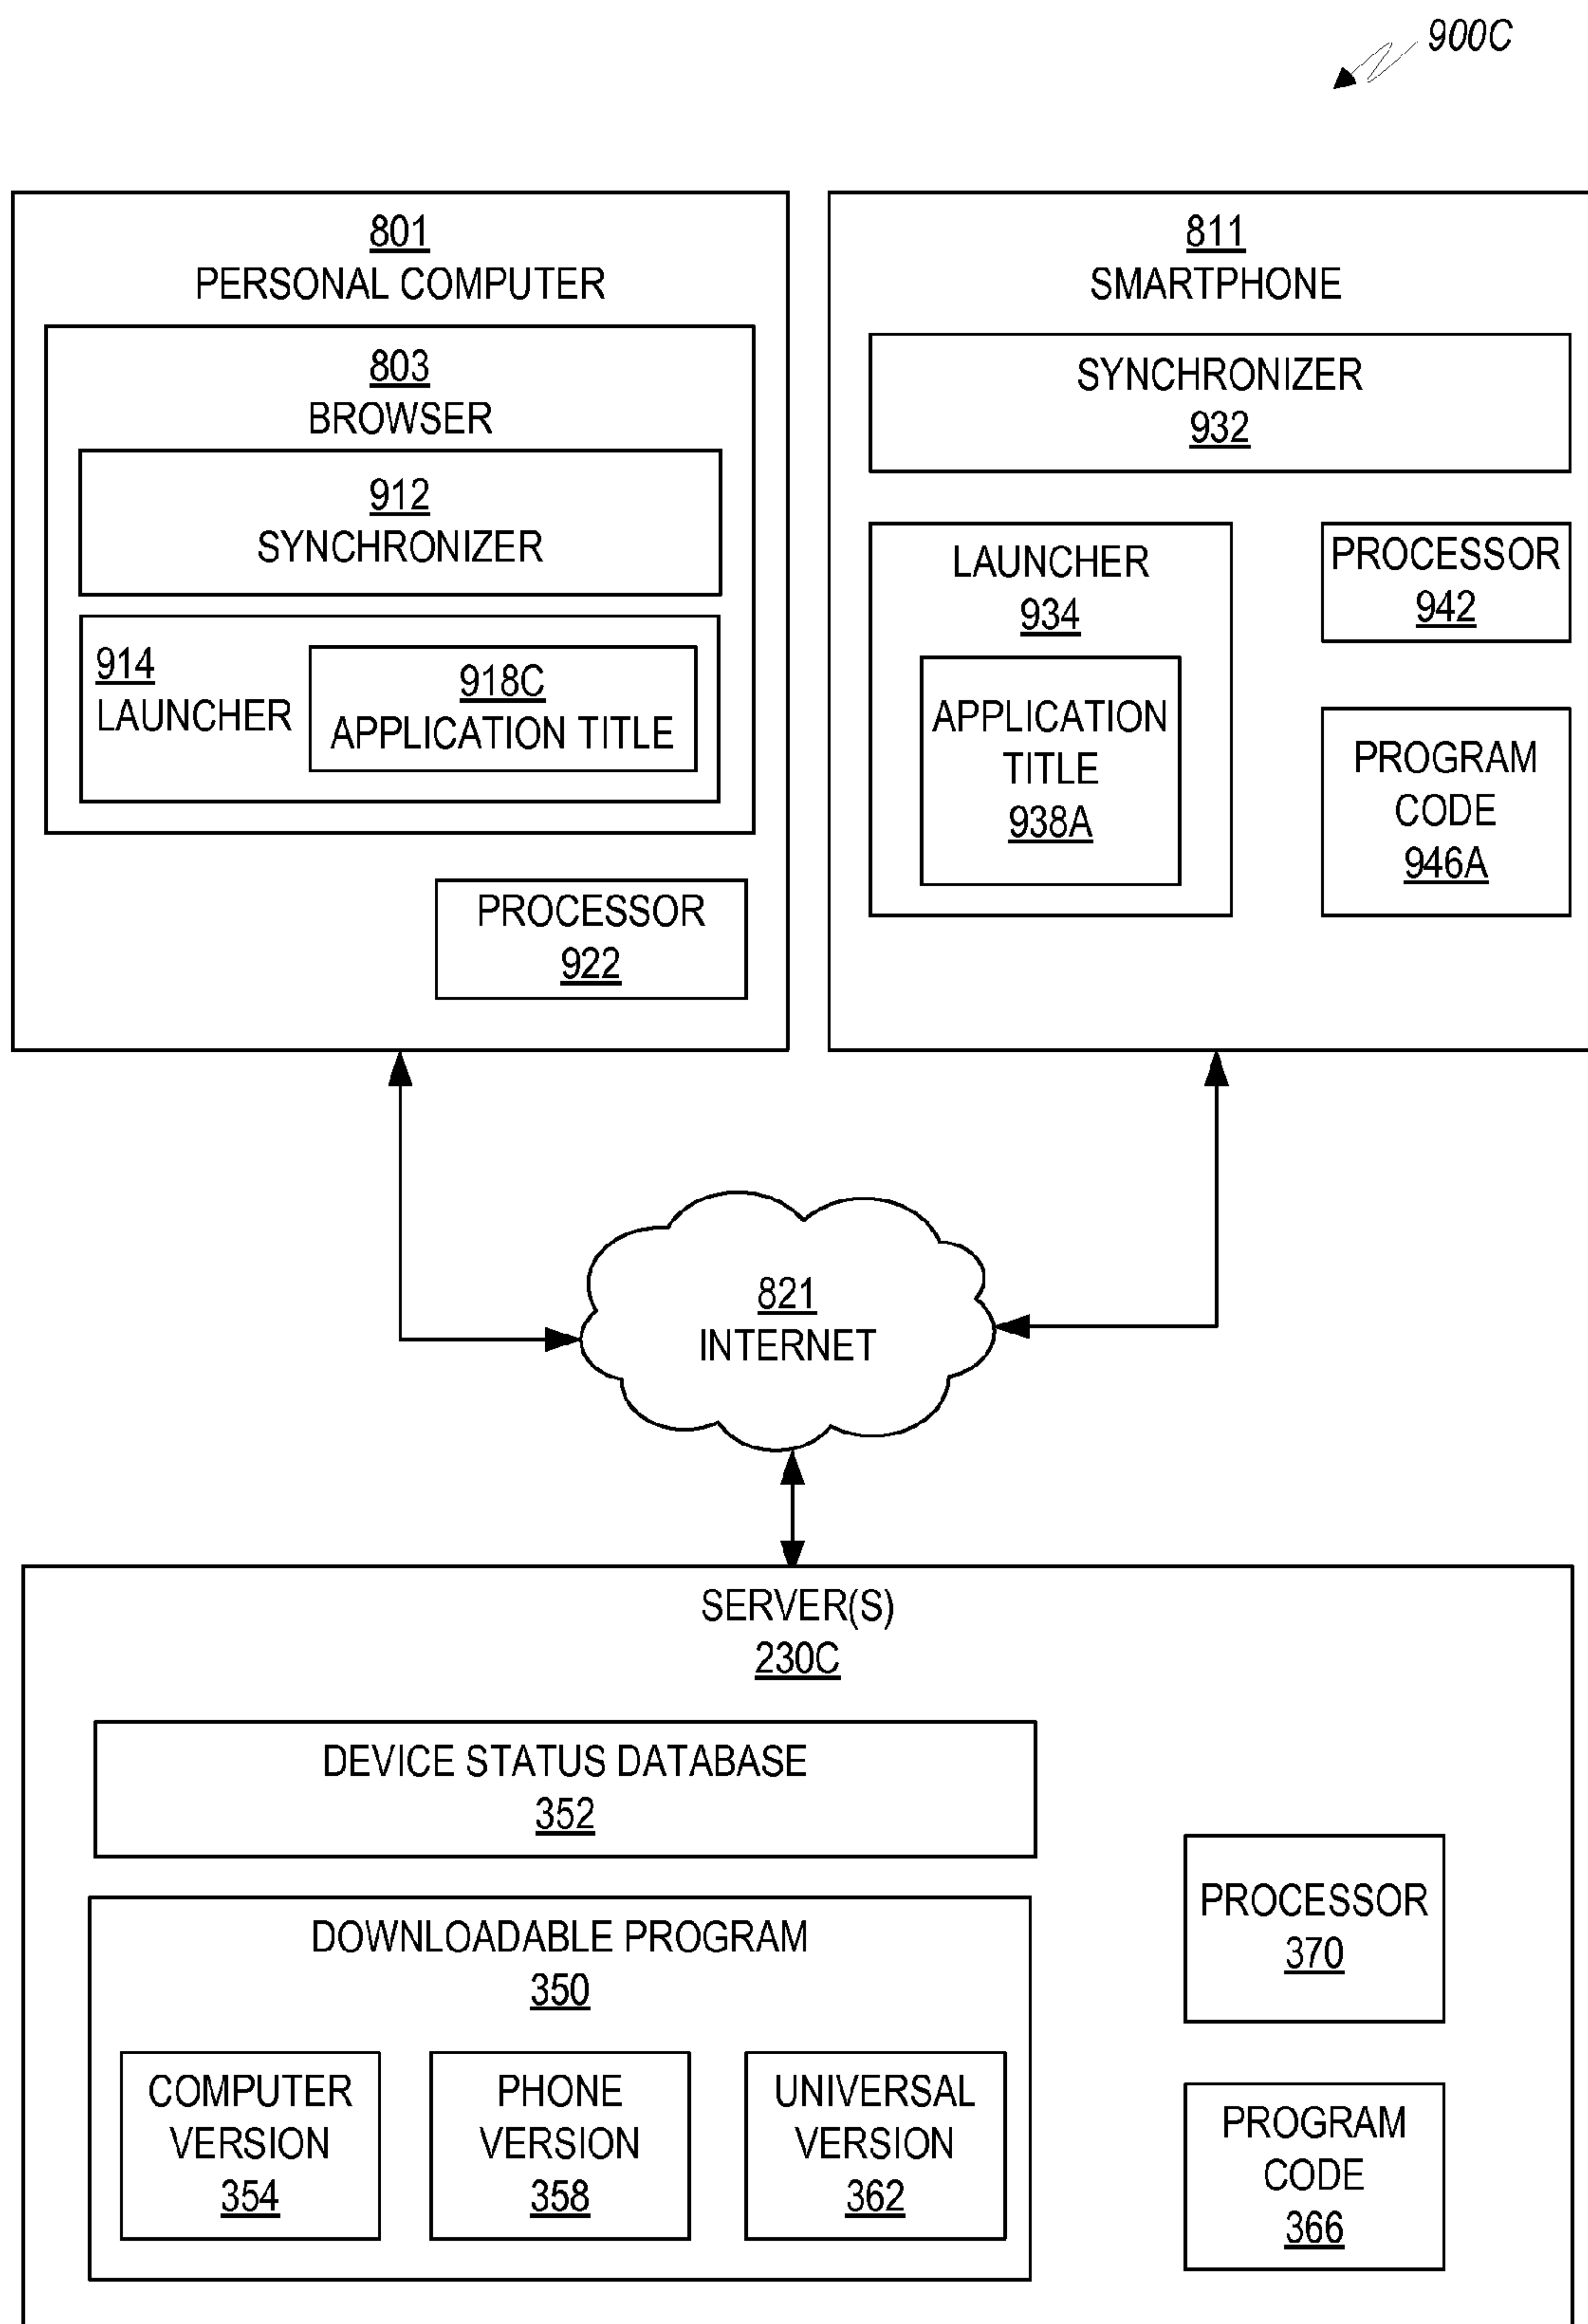 900C
801
PERSONAL COMPUTER
803
BROWSER
912
SYNCHRONIZER
914
LAUNCHER
918C
APPLICATION TITLE
PROCESSOR
922
811
SMARTPHONE
SYNCHRONIZER
932
LAUNCHER
934
APPLICATION
TITLE
938A
PROCESSOR
942
PROGRAM
CODE
946A
821
INTERNET
SERVER(S)
230C
DEVICE STATUS DATABASE
352
DOWNLOADABLE PROGRAM
350
COMPUTER
VERSION
354
PHONE
VERSION
358
UNIVERSAL
VERSION
362
PROCESSOR
370
PROGRAM
CODE
366